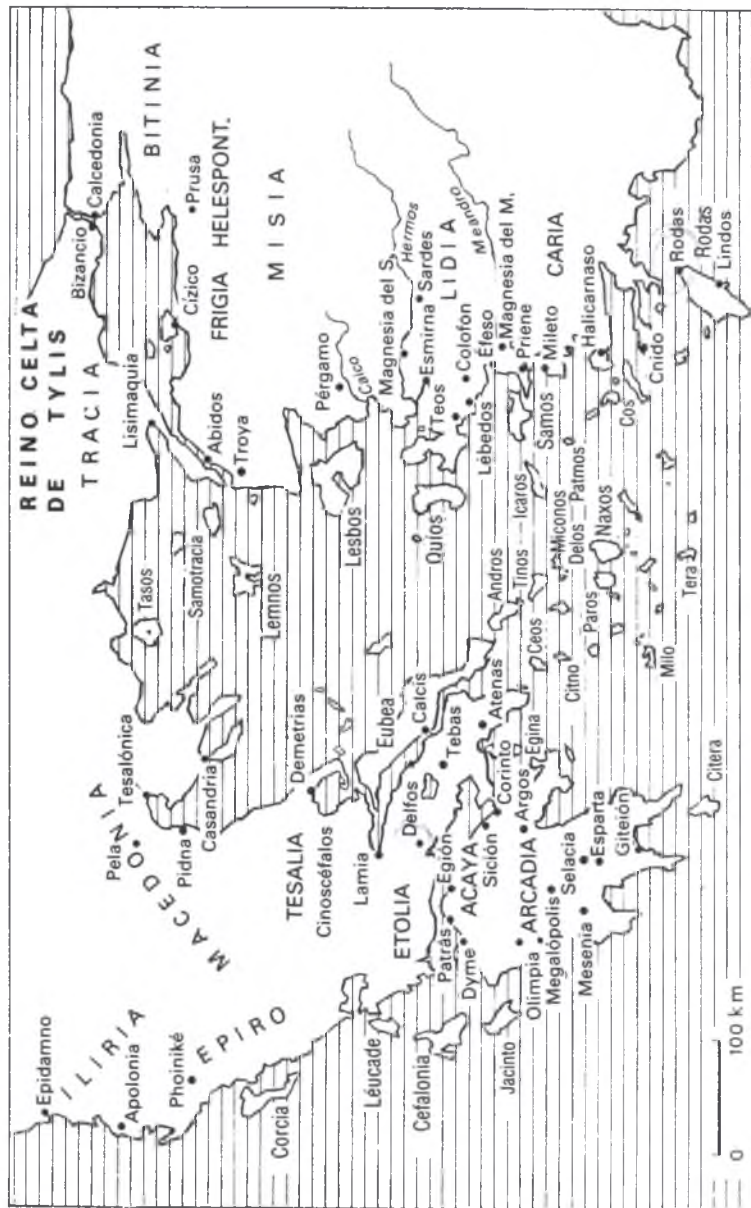 REINO CELTA
DE TYLIS
TRACIA
BITINIA
Bizancio
Calcedonia
Prusa
Cízico
FRIGIA HELESPONT.
MISIA
Lisimaquia
Abidos
Troya
Tasos
Samotracia
Lemnos
Pérgamo
Caico
Magnesia del S.
Hermos
Sardes
Esmirna
LIDIA
Meandro
Teos
Colofon
Lébedos
Éfeso
Magnesia del M.
Priene
Samos
Mileto
CARIA
Halicarnaso
Cnido
Cos
Rodas
Rodas
Lindos
Lesbos
Quios
Icaros
Patmos
Miconos
Delos
Naxos
Paros
Tera
Milo
Andros
Tinos
Ceos
Citno
MACEDONIA
Pela
Tesalónica
Pidna
Casandria
ILIRIA
Epidamno
Apolonia
Phoiniké
EPIRO
Corcia
TESALIA
Demetrias
Cinoscéfalos
Lamia
Eubea
Calcis
Delfos
Tebas
Atenas
ETOLIA
Léucade
Cefalonia
Jacinto
Patrás
Egión
Dyme
ACAYA
Sición
Corinto
Egina
Argos
ARCADIA
Olimpia
Megalópolis
Selacia
Mesenia
Esparta
Giteión
Citera
0 100 km